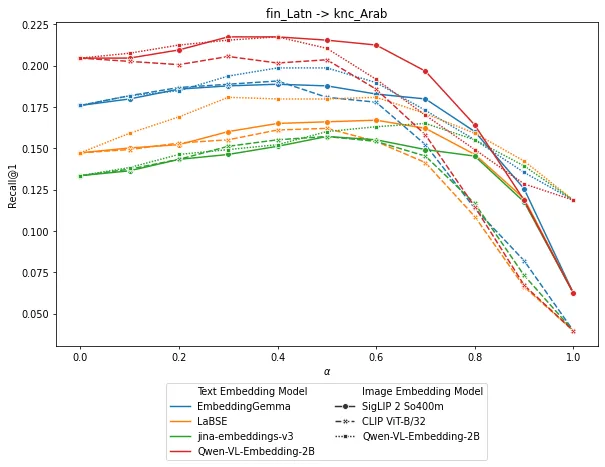 fin_Latn -> knc_Arab
0.225
0.200
0.175
0.150
0.125
0.100
0.075
0.050
Recall@1
0.0 0.2 0.4 0.6 0.8 1.0
α
Text Embedding Model Image Embedding Model
EmbeddingGemma SigLIP 2 So400m
LaBSE CLIP ViT-B/32
jina-embeddings-v3 Qwen-VL-Embedding-2B
Qwen-VL-Embedding-2B